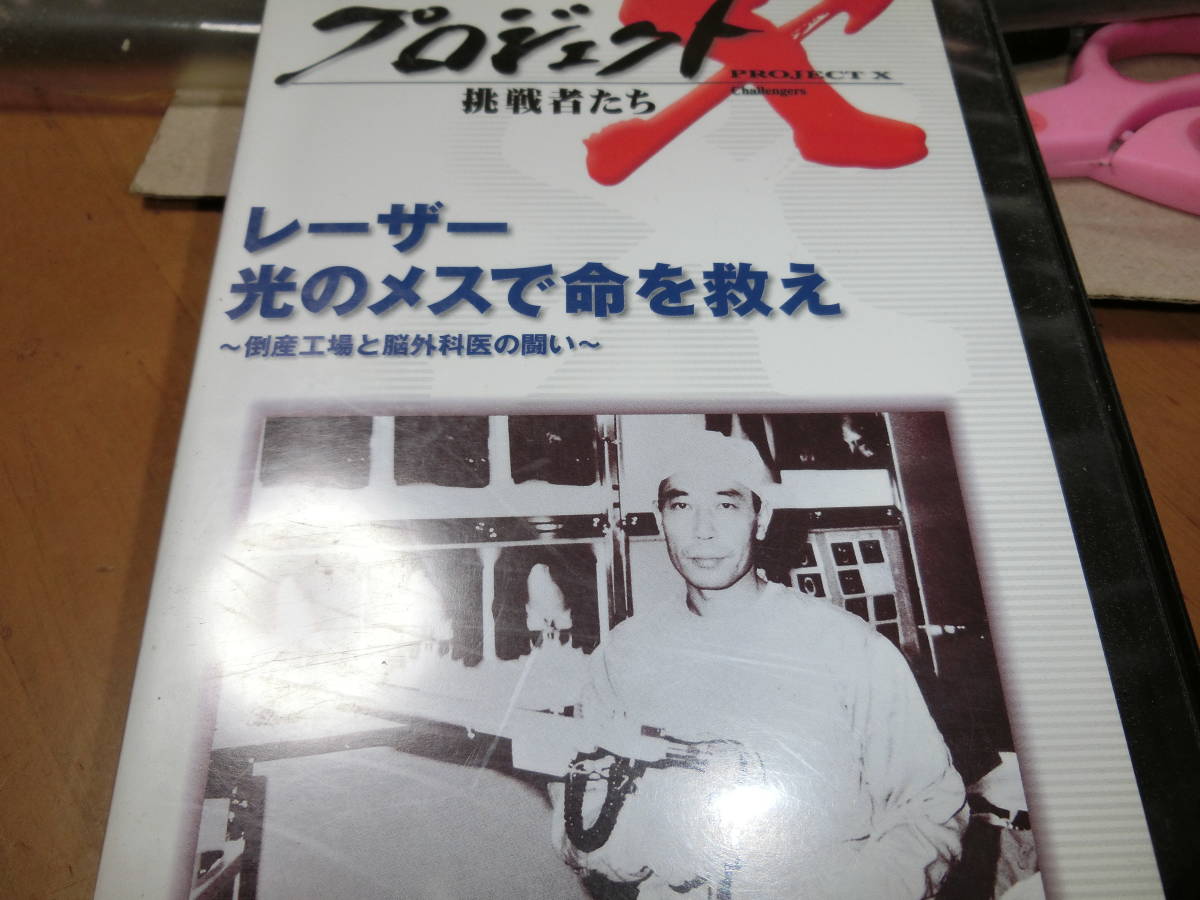 プロジェクトX
PROJECT X
Challengers
挑戦者たち
レーザー
光のメスで命を救え
～倒産工場と脳外科医の闘い～